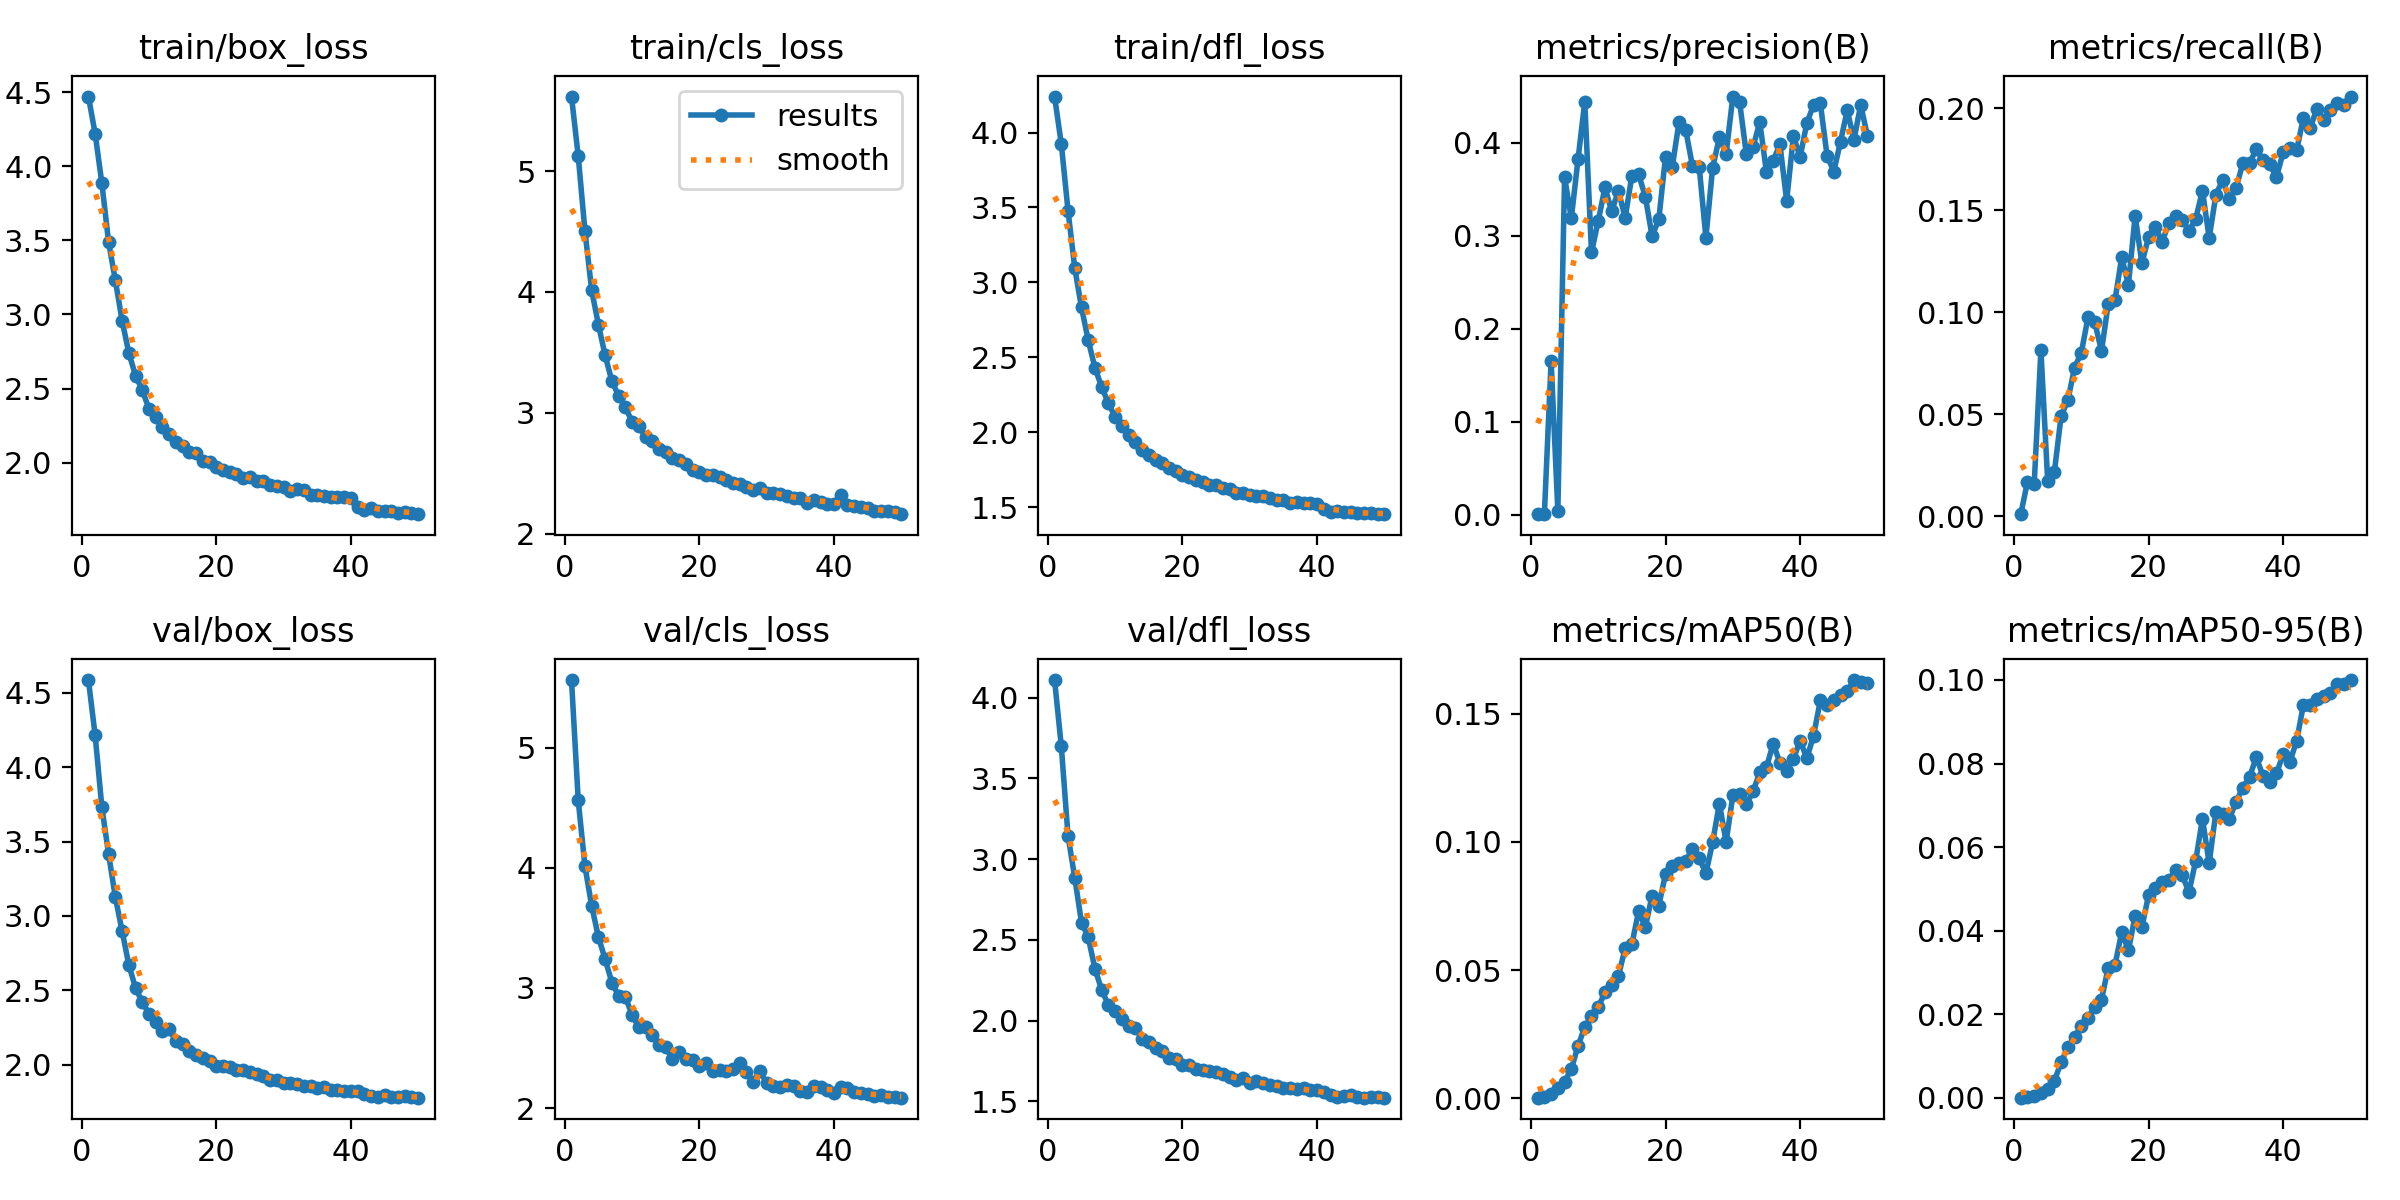 train/box_loss
4.5
4.0
3.5
3.0
2.5
2.0
0 20 40
train/cls_loss
results
smooth
5
4
3
2
0 20 40
train/dfl_loss
4.0
3.5
3.0
2.5
2.0
1.5
0 20 40
metrics/precision(B)
0.4
0.3
0.2
0.1
0.0
0 20 40
metrics/recall(B)
0.20
0.15
0.10
0.05
0.00
0 20 40
val/box_loss
4.5
4.0
3.5
3.0
2.5
2.0
0 20 40
val/cls_loss
5
4
3
2
0 20 40
val/dfl_loss
4.0
3.5
3.0
2.5
2.0
1.5
0 20 40
metrics/mAP50(B)
0.15
0.10
0.05
0.00
0 20 40
metrics/mAP50-95(B)
0.10
0.08
0.06
0.04
0.02
0.00
0 20 40